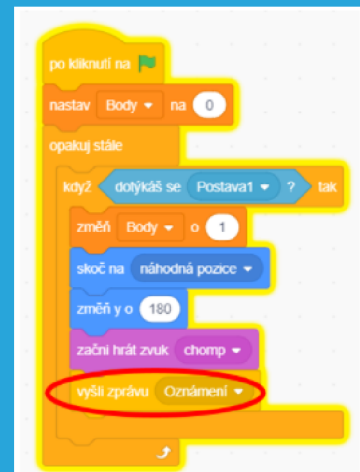 po kliknutí na
nastav Body na 0
opakuj stále
když dotýkáš se Postava1 ? tak
změň Body o 1
skoč na náhodná pozice
změň y o 180
začni hrát zvuk chomp
vyšli zprávu Oznámení